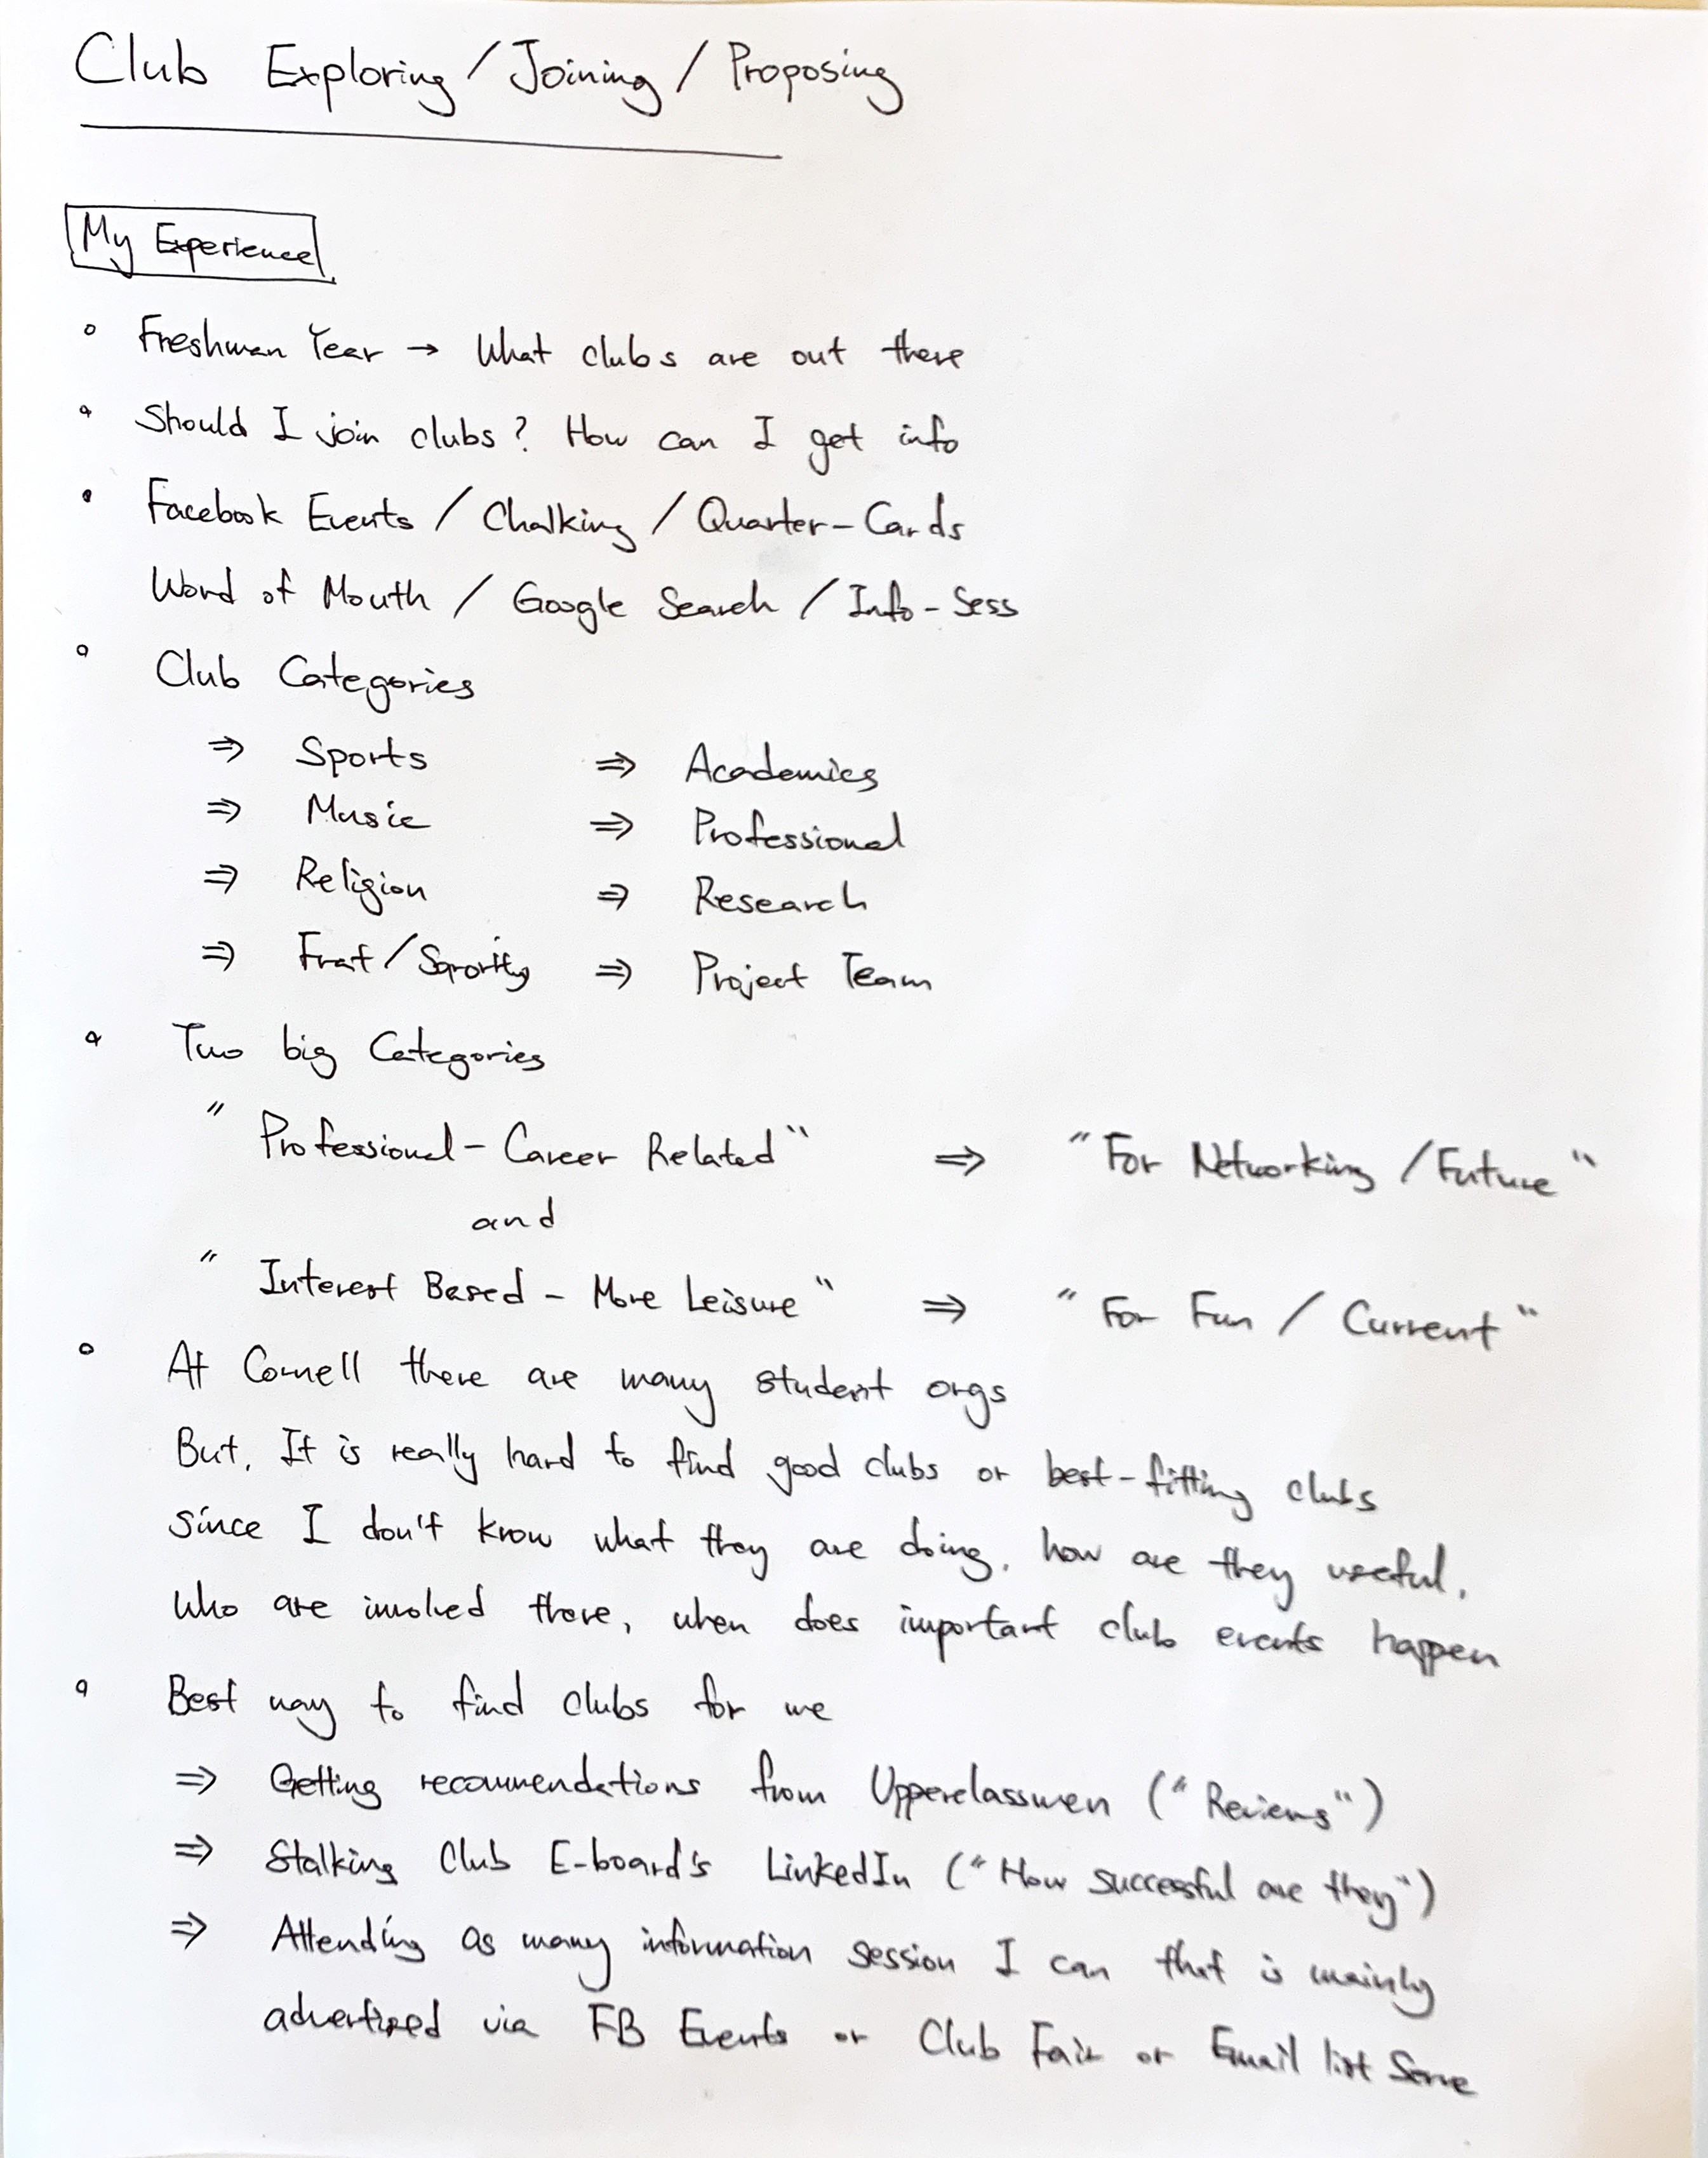 Club Exploring / Joining / Proposing
My Experience
° Freshman Year → What clubs are out there
° Should I join clubs? How can I get info
• Facebook Events / Chalking / Quarter-Cards
Word of Mouth / Google Search / Info-Sess
° Club Categories
⇒ Sports ⇒ Academics
⇒ Music ⇒ Professional
⇒ Religion ⇒ Research
⇒ Frat / Sorority ⇒ Project Team
° Two big Categories
"Professional - Career Related" ⇒ "For Networking / Future"
and
"Interest Based - More Leisure" ⇒ "For Fun / Current"
° At Cornell there are many student orgs
But, It is really hard to find good clubs or best-fitting clubs
since I don't know what they are doing, how are they useful,
who are involved there, when does important club events happen
° Best way to find clubs for me
⇒ Getting recommendations from Upperclassmen ("Reviews")
⇒ Stalking Club E-board's LinkedIn ("How successful are they")
⇒ Attending as many information session I can that is mainly
advertized via FB Events or Club Fair or Email list Serve